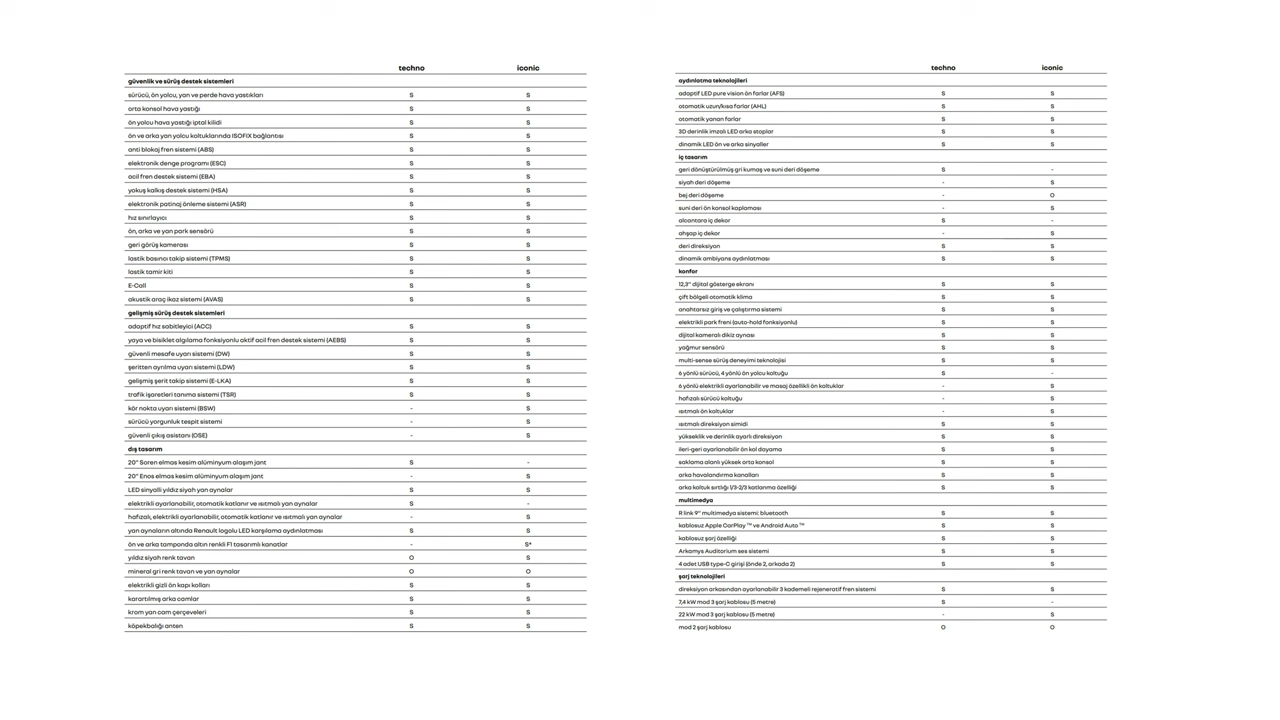 techno iconic
güvenlik ve sürüş destek sistemleri
sürücü, ön yolcu, yan ve perde hava yastıkları S S
orta konsol hava yastığı S S
ön yolcu hava yastığı iptal kilidi S S
ön ve arka yan yolcu koltuklarında ISOFIX bağlantısı S S
anti blokaj fren sistemi (ABS) S S
elektronik denge programı (ESC) S S
acil fren destek sistemi (EBA) S S
yokuş kalkış destek sistemi (HSA) S S
elektronik patinaj önleme sistemi (ASR) S S
hız sınırlayıcı S S
ön, arka ve yan park sensörü S S
geri görüş kamerası S S
lastik basıncı takip sistemi (TPMS) S S
lastik tamir kiti S S
E-Call S S
akustik araç ikaz sistemi (AVAS) S S
gelişmiş sürüş destek sistemleri
adaptif hız sabitleyici (ACC) S S
yaya ve bisiklet algılama fonksiyonlu aktif acil fren destek sistemi (AEBS) S S
güvenli mesafe uyarı sistemi (DW) S S
şeritten ayrılma uyarı sistemi (LDW) S S
gelişmiş şerit takip sistemi (E-LKA) S S
trafik işaretleri tanıma sistemi (TSR) S S
kör nokta uyarı sistemi (BSW) - S
sürücü yorgunluk tespit sistemi - S
güvenli çıkış asistanı (OSE) - S
dış tasarım
20" Soren elmas kesim alüminyum alaşım jant S -
20" Enos elmas kesim alüminyum alaşım jant - S
LED sinyalli yıldız siyah yan aynalar S S
elektrikli ayarlanabilir, otomatik katlanır ve ısıtmalı yan aynalar S -
hafızalı, elektrikli ayarlanabilir, otomatik katlanır ve ısıtmalı yan aynalar - S
yan aynaların altında Renault logolu LED karşılama aydınlatması S S
ön ve arka tamponda altın renkli F1 tasarımlı kanatlar - S*
yıldız siyah renk tavan O S
mineral gri renk tavan ve yan aynalar O O
elektrikli gizli ön kapı kolları S S
karartılmış arka camlar S S
krom yan cam çerçeveleri S S
köpekbalığı anten S S
techno iconic
aydınlatma teknolojileri
adaptif LED pure vision ön farlar (AFS) S S
otomatik uzun/kısa farlar (AHL) S S
otomatik yanan farlar S S
3D derinlik imzalı LED arka stoplar S S
dinamik LED ön ve arka sinyaller S S
iç tasarım
geri dönüştürülmüş gri kumaş ve suni deri döşeme S -
siyah deri döşeme - S
bej deri döşeme - O
suni deri ön konsol kaplaması - S
alcantara iç dekor S -
ahşap iç dekor - S
deri direksiyon S S
dinamik ambiyans aydınlatması S S
konfor
12,3'' dijital gösterge ekranı S S
çift bölgeli otomatik klima S S
anahtarsız giriş ve çalıştırma sistemi S S
elektrikli park freni (auto-hold fonksiyonlu) S S
dijital kameralı dikiz aynası S S
yağmur sensörü S S
multi-sense sürüş deneyimi teknolojisi S S
6 yönlü sürücü, 4 yönlü ön yolcu koltuğu S -
6 yönlü elektrikli ayarlanabilir ve masaj özellikli ön koltuklar - S
hafızalı sürücü koltuğu - S
ısıtmalı ön koltuklar - S
ısıtmalı direksiyon simidi S S
yükseklik ve derinlik ayarlı direksiyon S S
ileri-geri ayarlanabilir ön kol dayama S S
saklama alanlı yüksek orta konsol S S
arka havalandırma kanalları S S
arka koltuk sırtlığı 1/3-2/3 katlanma özelliği S S
multimedya
R link 9" multimedya sistemi: bluetooth S S
kablosuz Apple CarPlay ™ ve Android Auto ™ S S
kablosuz şarj özelliği S S
Arkamys Auditorium ses sistemi S S
4 adet USB type-C girişi (önde 2, arkada 2) S S
şarj teknolojileri
direksiyon arkasından ayarlanabilir 3 kademeli rejeneratif fren sistemi S S
7,4 kW mod 3 şarj kablosu (5 metre) S -
22 kW mod 3 şarj kablosu (5 metre) - S
mod 2 şarj kablosu O O